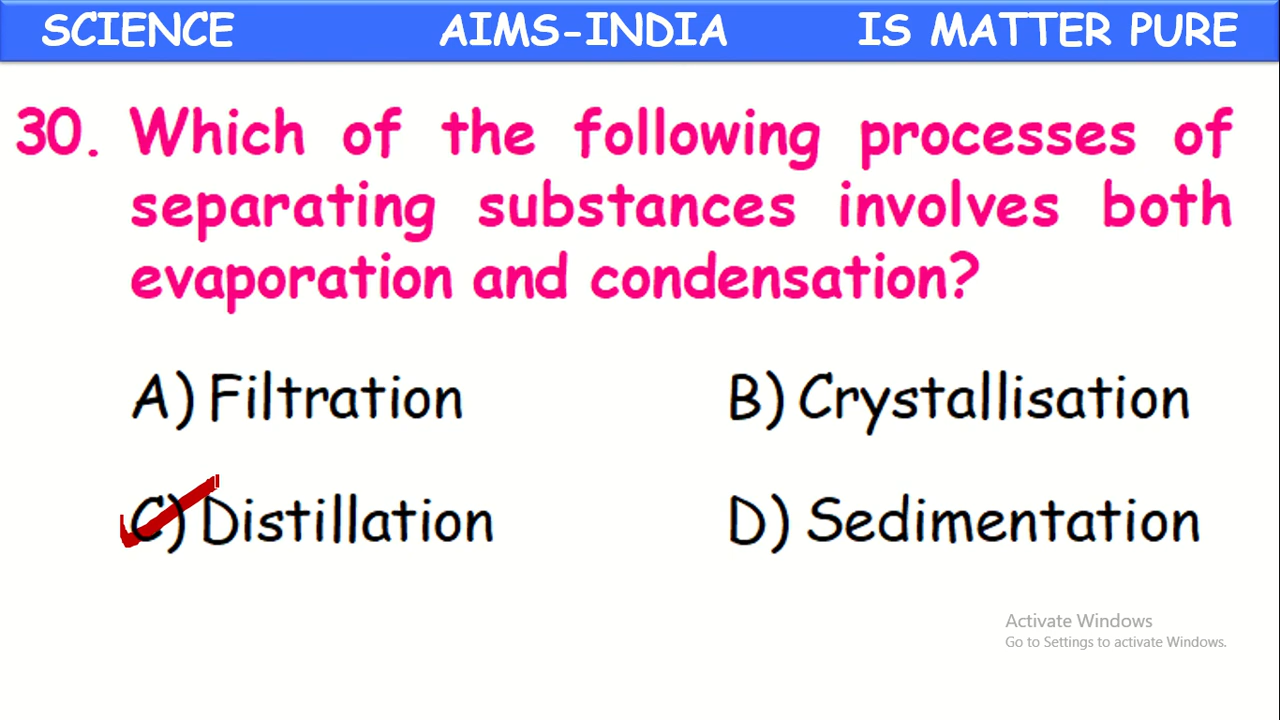 SCIENCE AIMS-INDIA IS MATTER PURE
30. Which of the following processes of
separating substances involves both
evaporation and condensation?
A) Filtration B) Crystallisation
C) Distillation D) Sedimentation
Activate Windows
Go to Settings to activate Windows.